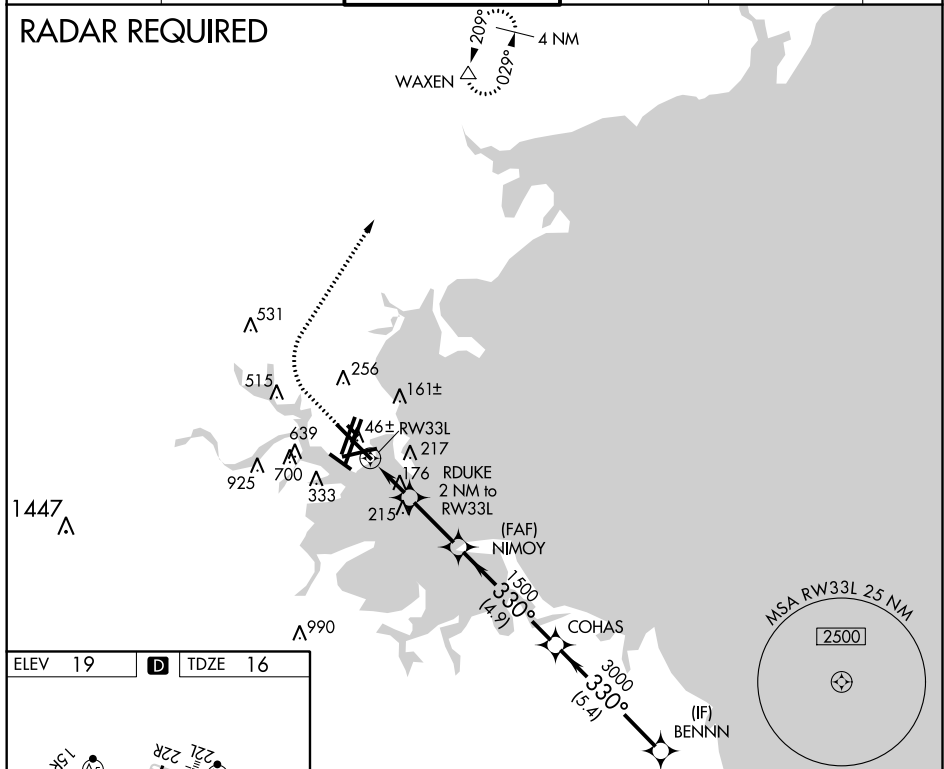 RADAR REQUIRED
209°
4 NM
WAXEN
029°
531
256
515
161±
46±
RW33L
639
217
700
925
333
176
RDUKE
2 NM to
RW33L
215
1447
(FAF)
NIMOY
1500
330°
(4.9)
COHAS
990
3000
330°
(5.4)
(IF)
BENNN
MSA RW33L 25 NM
2500
ELEV 19
D
TDZE 16
22R
22L